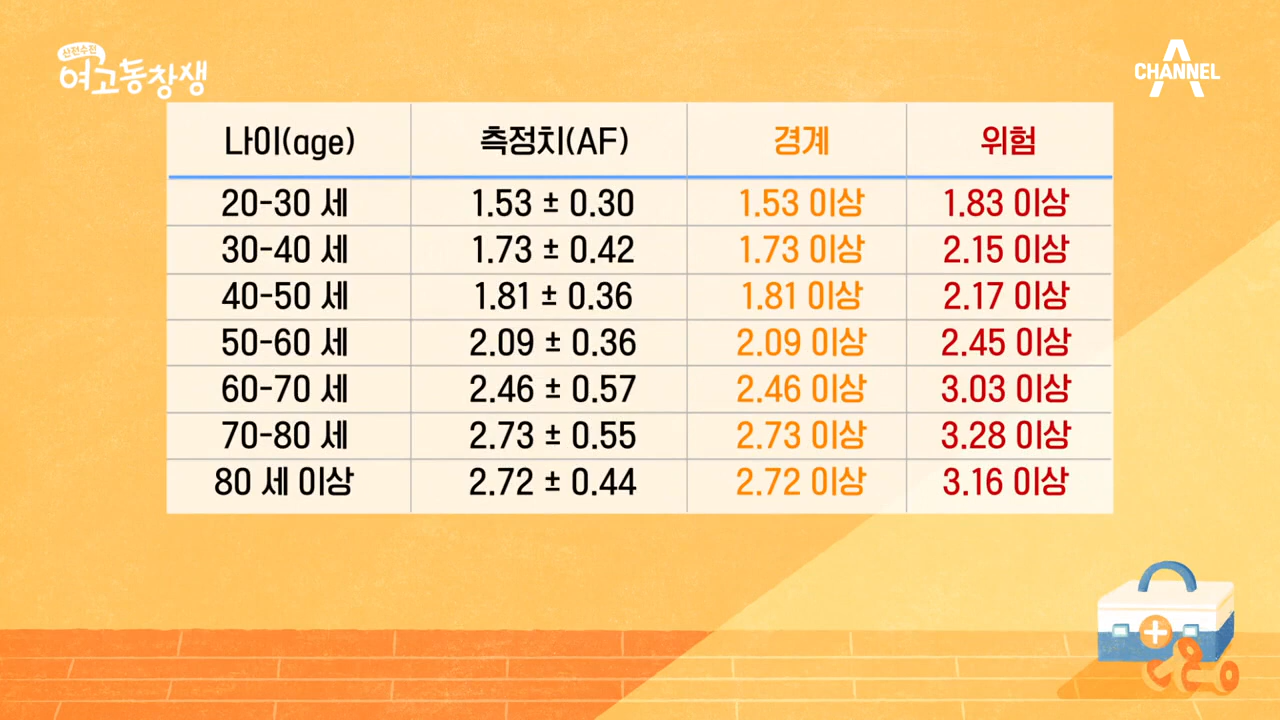 산전수전
여고동창생
CHANNEL A
나이(age) 측정치(AF) 경계 위험
20-30 세 1.53 ± 0.30 1.53 이상 1.83 이상
30-40 세 1.73 ± 0.42 1.73 이상 2.15 이상
40-50 세 1.81 ± 0.36 1.81 이상 2.17 이상
50-60 세 2.09 ± 0.36 2.09 이상 2.45 이상
60-70 세 2.46 ± 0.57 2.46 이상 3.03 이상
70-80 세 2.73 ± 0.55 2.73 이상 3.28 이상
80 세 이상 2.72 ± 0.44 2.72 이상 3.16 이상